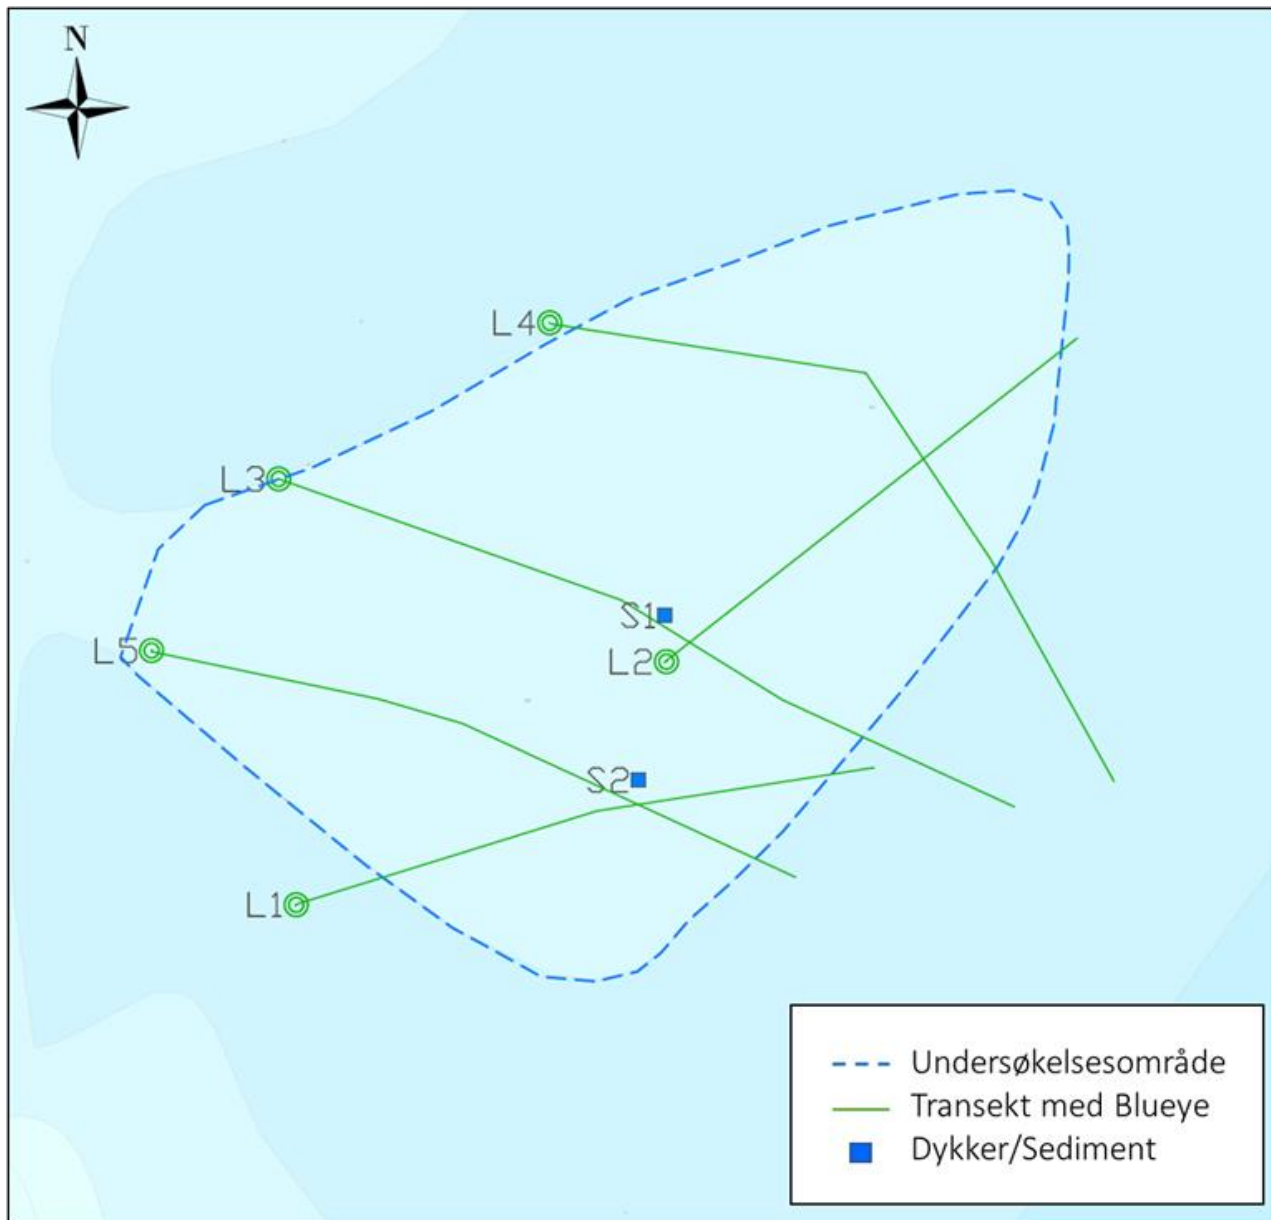 N
L4
L3
S1
L5
L2
S2
L1
Undersøkelsesområde
Transekt med Blueye
Dykker/Sediment